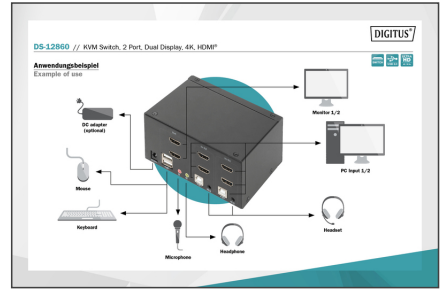 DIGITUS®
DS-12860 // KVM Switch, 2 Port, Dual Display, 4K, HDMI®
Anwendungsbeispiel
Example of use
Monitor 1/2
DC adapter
(optional)
PC Input 1/2
Mouse
Keyboard
Headset
Headphone
Microphone